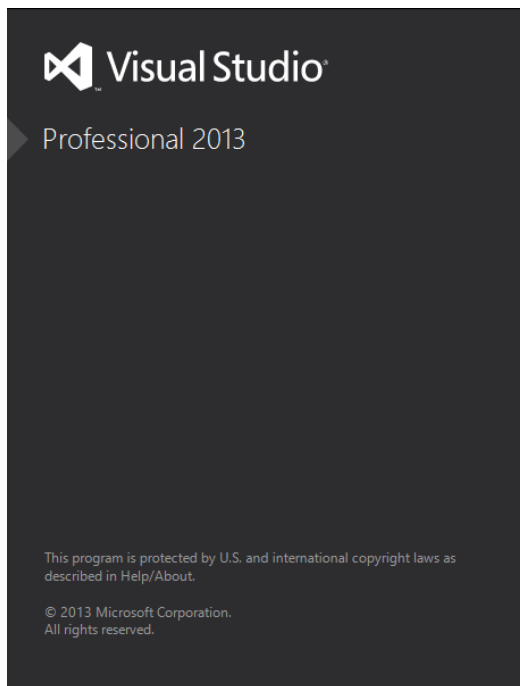 Visual Studio®
™
Professional 2013
This program is protected by U.S. and international copyright laws as
described in Help/About.
© 2013 Microsoft Corporation.
All rights reserved.